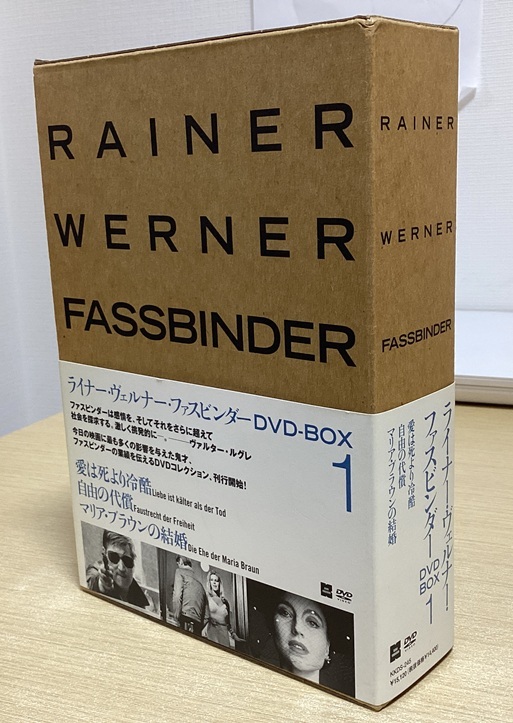 RAINER
WERNER
FASSBINDER
ライナー・ヴェルナー・ファスビンダーDVD-BOX
1
ファスビンダーは感情を、そしてそれをさらに超えて
社会を探求する。激しく挑発的に―。――ヴァルター・ルグレ
今日の映画に最も多くの影響を与えた鬼才、
ファスビンダーの業績を伝えるDVDコレクション、刊行開始!
愛は死より冷酷 Liebe ist kälter als der Tod
自由の代償 Faustrecht der Freiheit
マリア・ブラウンの結婚 Die Ehe der Maria Braun
DVD
VIDEO
RAINER
WERNER
FASSBINDER
ライナー・ヴェルナー・
ファスビンダー DVD BOX 1
愛は死より冷酷
自由の代償
マリア・ブラウンの結婚
DVD
KKDS-245